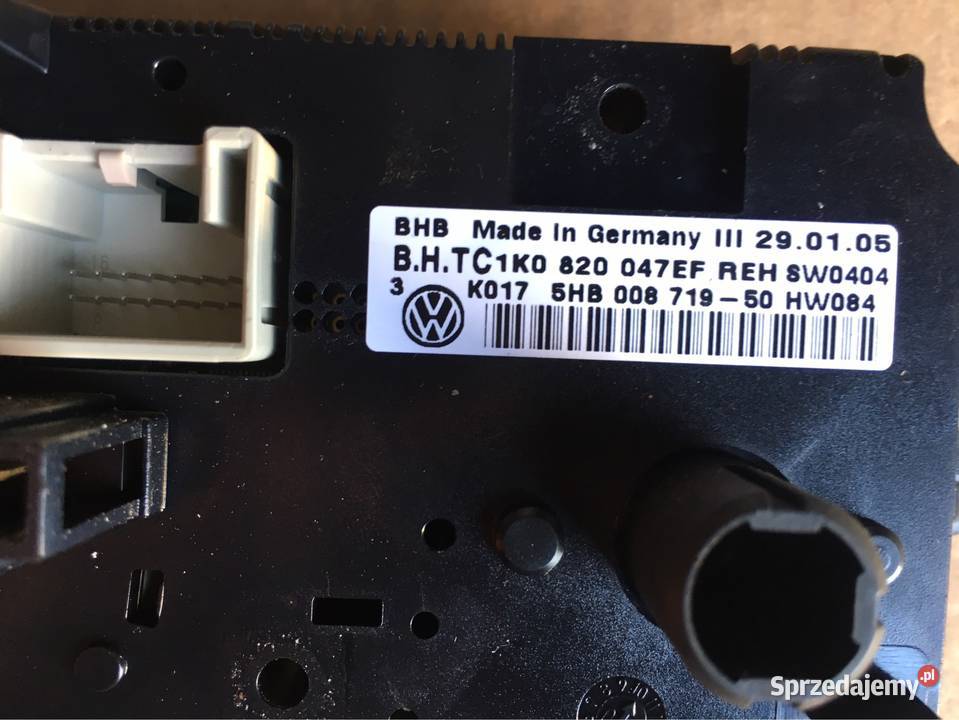 BHB Made In Germany III 29.01.05
B.H.TC1K0 820 047EF REH SW0404
3 K017 5HB 008 719-50 HW084
Sprzedajemy.pl